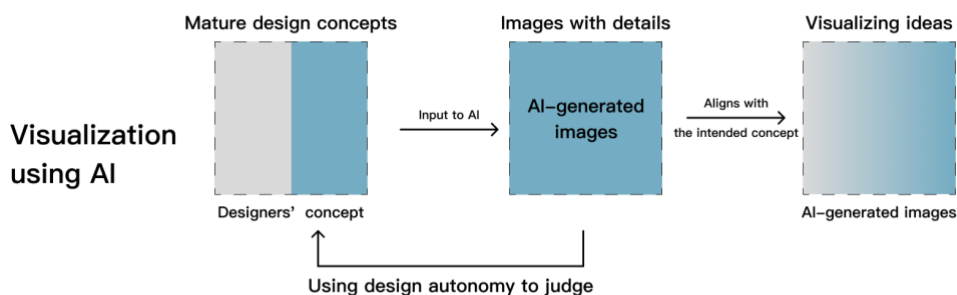 Mature design concepts
Images with details
Visualizing ideas
Visualization
using AI
Input to AI
AI-generated
images
Aligns with
the intended concept
Designers' concept
AI-generated images
Using design autonomy to judge